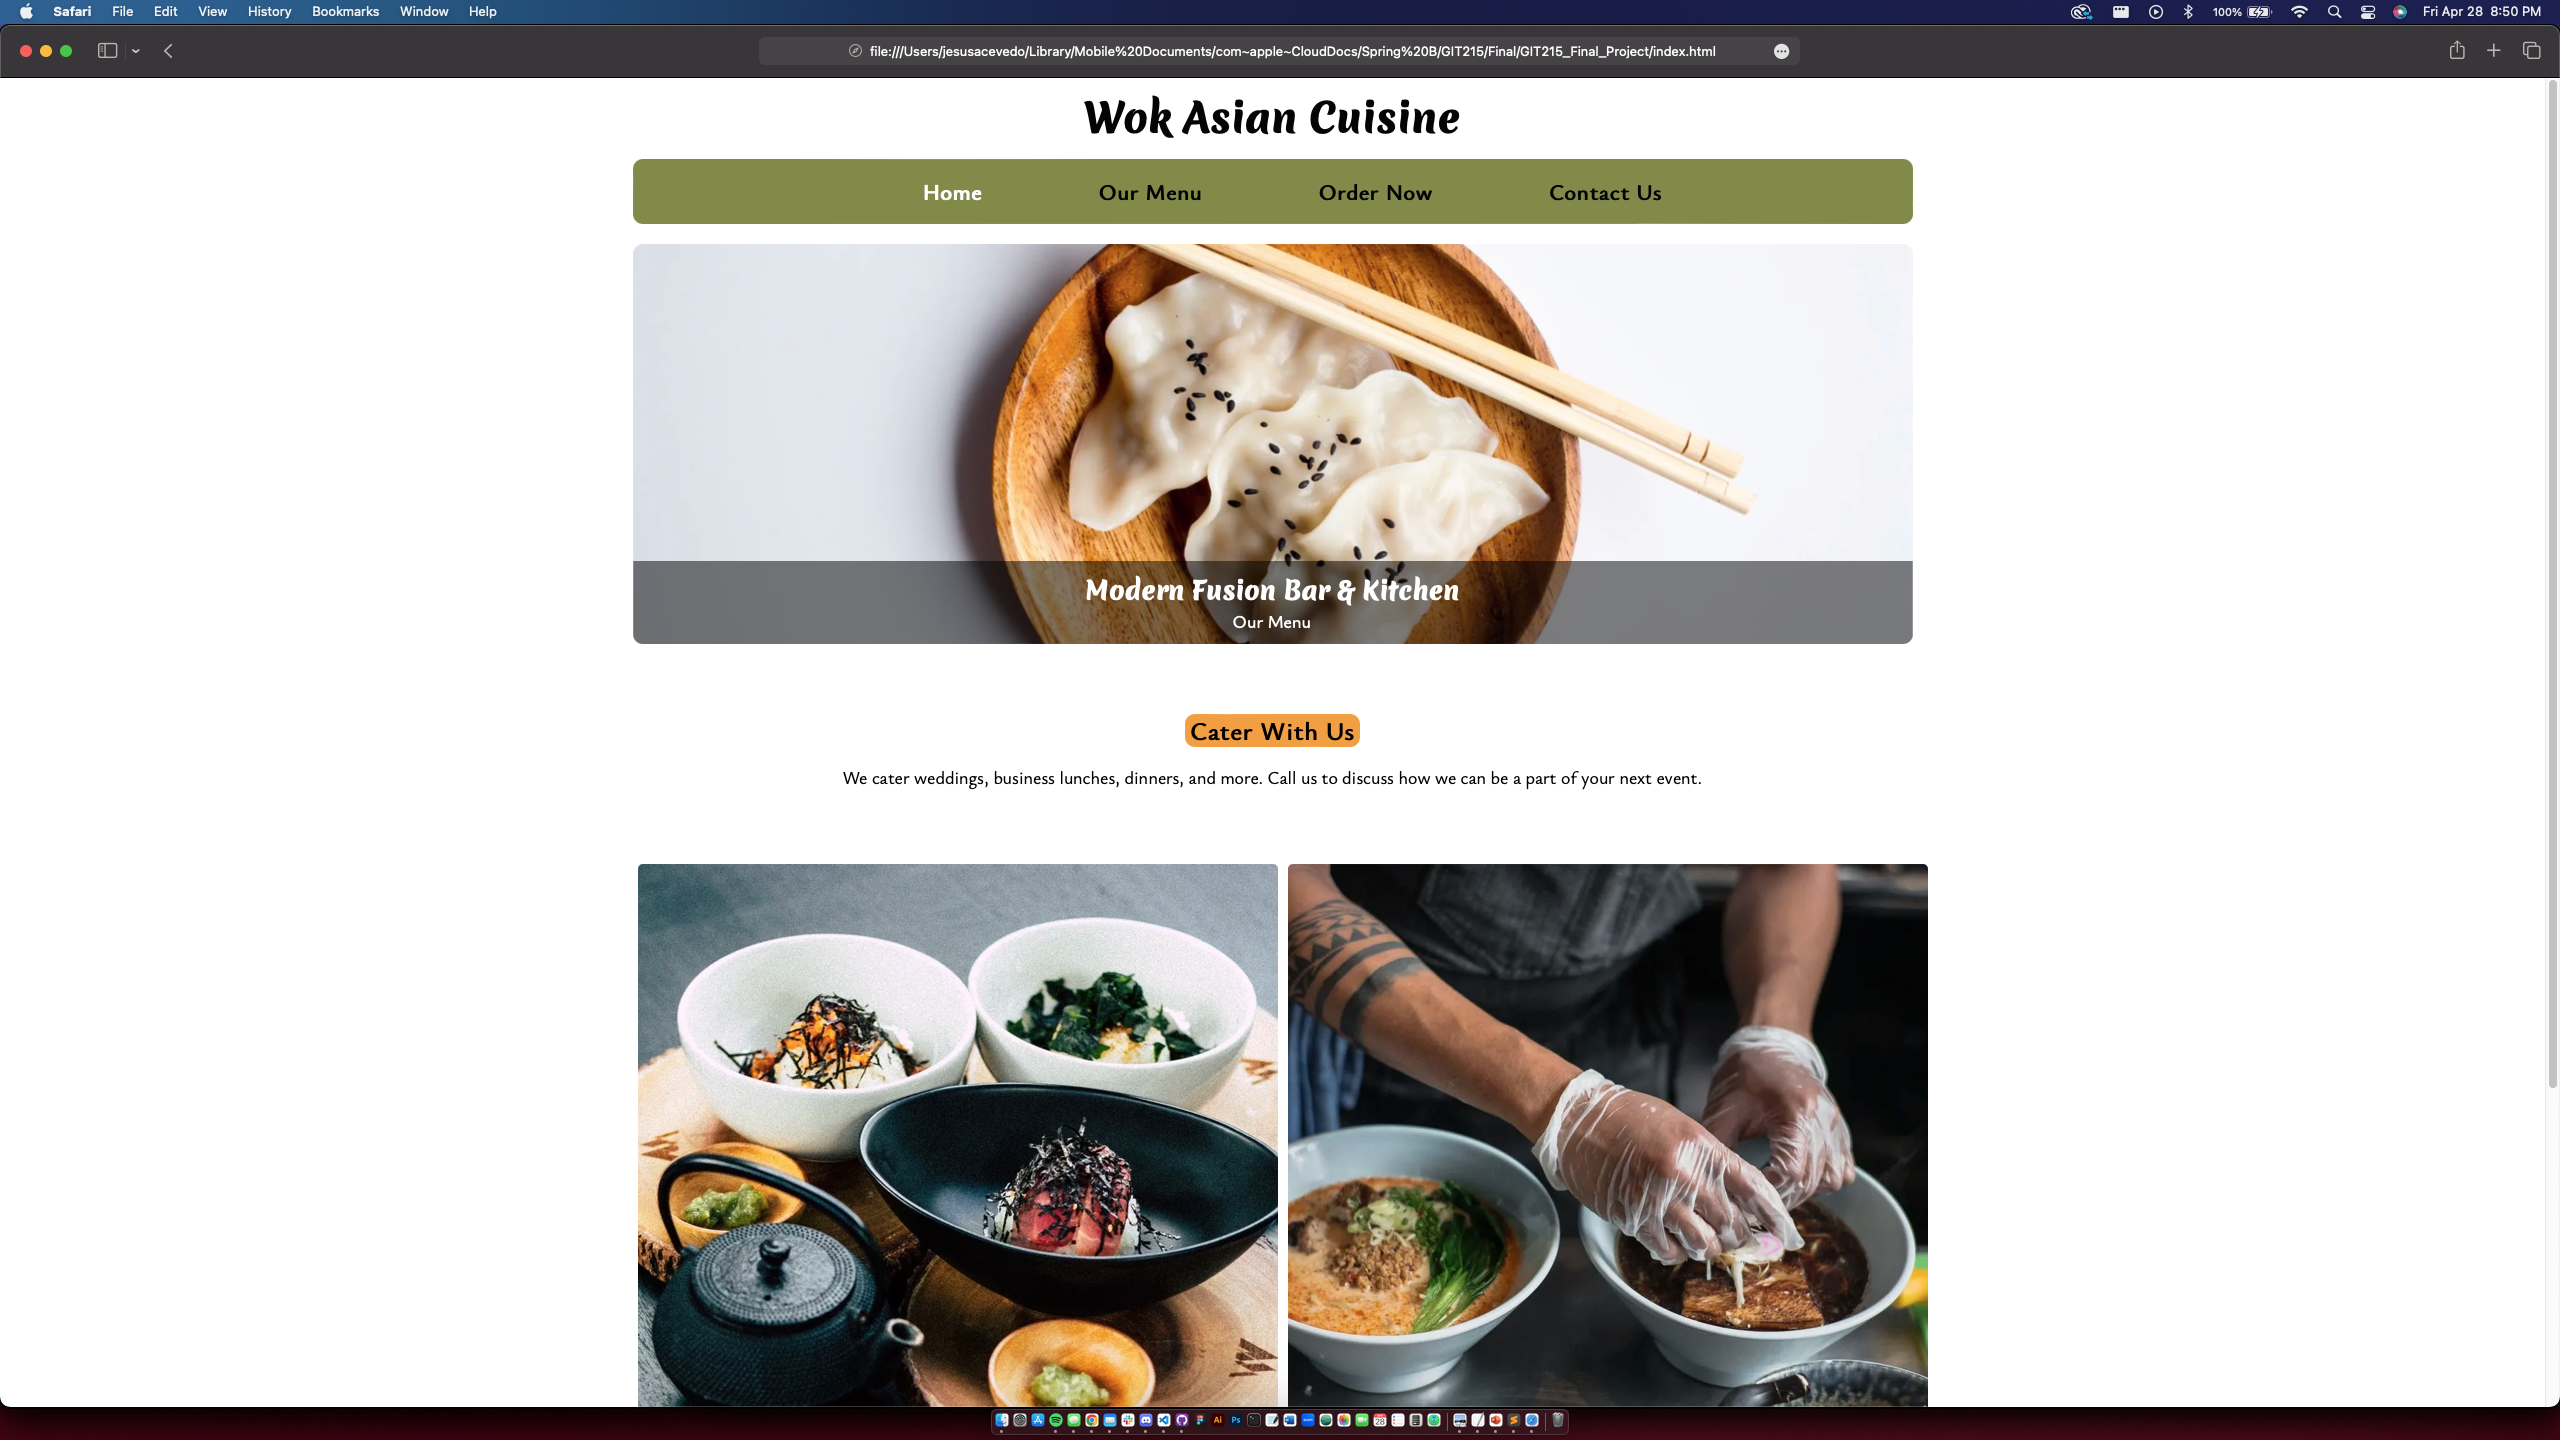 Safari File Edit View History Bookmarks Window Help 100% Fri Apr 28 8:50 PM
file:///Users/jesusacevedo/Library/Mobile%20Documents/com~apple~CloudDocs/Spring%20B/GIT215/Final/GIT215_Final_Project/index.html
Wok Asian Cuisine
Home Our Menu Order Now Contact Us
Modern Fusion Bar & Kitchen
Our Menu
Cater With Us
We cater weddings, business lunches, dinners, and more. Call us to discuss how we can be a part of your next event.
Ai Ps